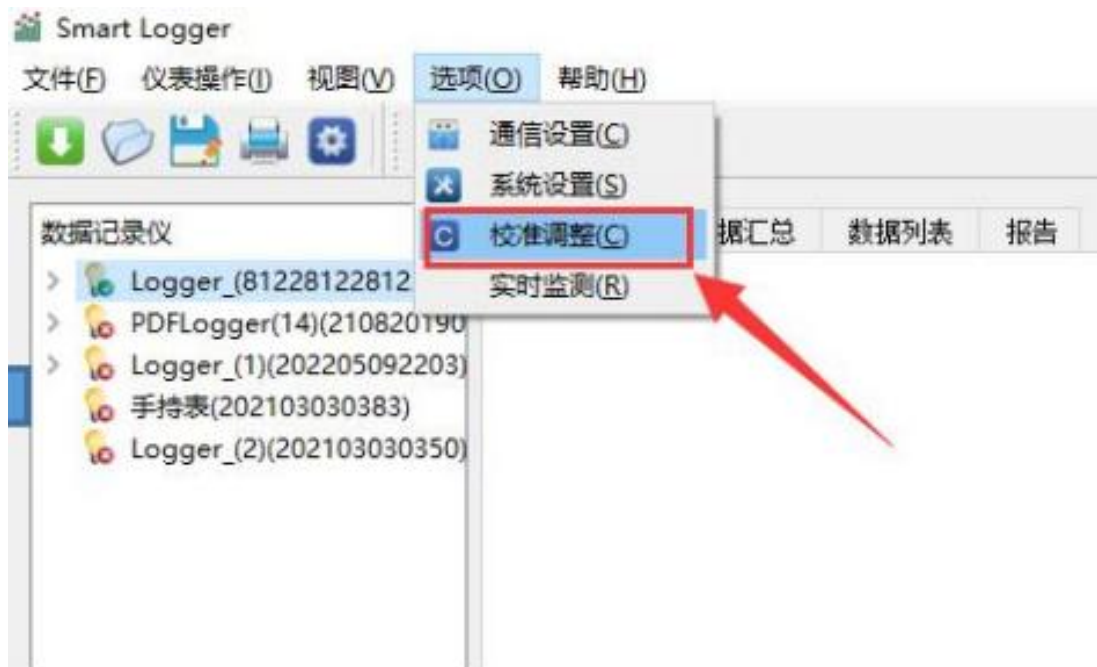 Smart Logger
文件(F) 仪表操作(I) 视图(V) 选项(O) 帮助(H)
通信设置(C)
系统设置(S)
数据记录仪 C 校准调整(C) 据汇总 数据列表 报告
Logger_(81228122812
实时监测(R)
PDFLogger(14)(210820190
Logger_(1)(202205092203)
手持表(202103030383)
Logger_(2)(202103030350)